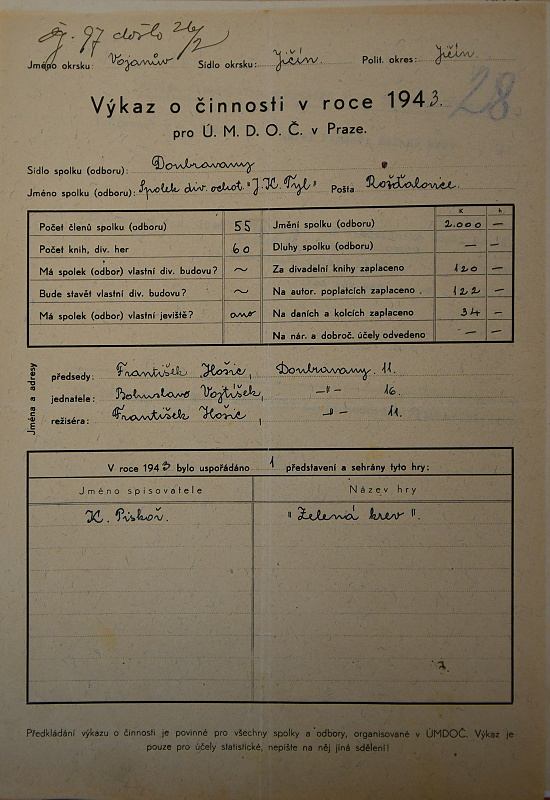 čj. 97 došlo 26/2
Jméno okrsku: Vojanův Sídlo okrsku: Jičín. Polit. okres: Jičín.
28.
Výkaz o činnosti v roce 1943.
pro Ú. M. D. O. Č. v Praze.
Sídlo spolku (odboru): Doubravany
Jméno spolku (odboru): Spolek div. ochot. "J. K. Tyl" Pošta Rožďalovice.
K h
Počet členů spolku (odboru) 55 Jmění spolku (odboru) 2.000 —
Počet knih, div. her 60 Dluhy spolku (odboru) — —
Má spolek (odbor) vlastní div. budovu? ~ Za divadelní knihy zaplaceno 120 —
Bude stavět vlastní div. budovu? ~ Na autor. poplatcích zaplaceno 122 —
Má spolek (odbor) vlastní jeviště? ano Na daních a kolcích zaplaceno 34 —
Na nár. a dobroč. účely odvedeno — —
Jména a adresy
předsedy: František Hošic, Doubravany. 11.
jednatele: Bohuslav Vojtíšek, -"- 16.
režiséra: František Hošic -"- 11.
V roce 1943 bylo uspořádáno 1 představení a sehrány tyto hry:
Jméno spisovatele Název hry
K. Piskoř. "Zelená krev".
Předkládání výkazu o činnosti je povinné pro všechny spolky a odbory, organisované v ÚMDOČ. Výkaz je
pouze pro účely statistické, nepište na něj jiná sdělení!